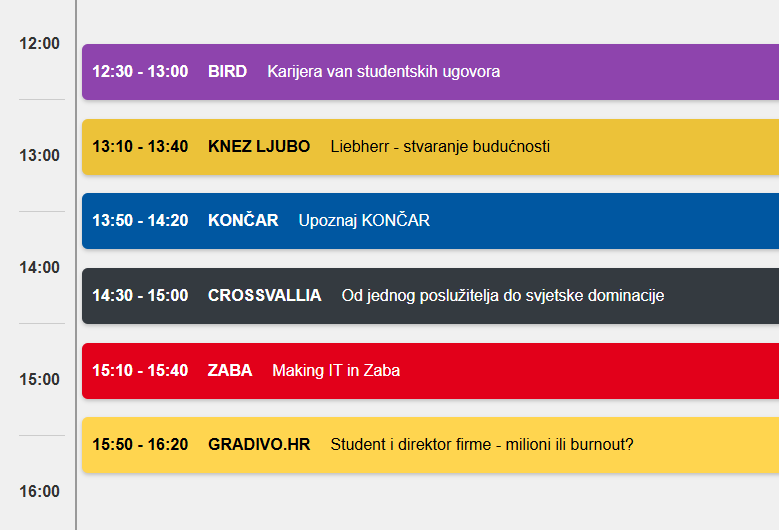 12:00
12:30 - 13:00 BIRD Karijera van studentskih ugovora
13:10 - 13:40 KNEZ LJUBO Liebherr - stvaranje budućnosti
13:00
13:50 - 14:20 KONČAR Upoznaj KONČAR
14:00
14:30 - 15:00 CROSSVALLIA Od jednog poslužitelja do svjetske dominacije
15:10 - 15:40 ZABA Making IT in Zaba
15:00
15:50 - 16:20 GRADIVO.HR Student i direktor firme - milioni ili burnout?
16:00